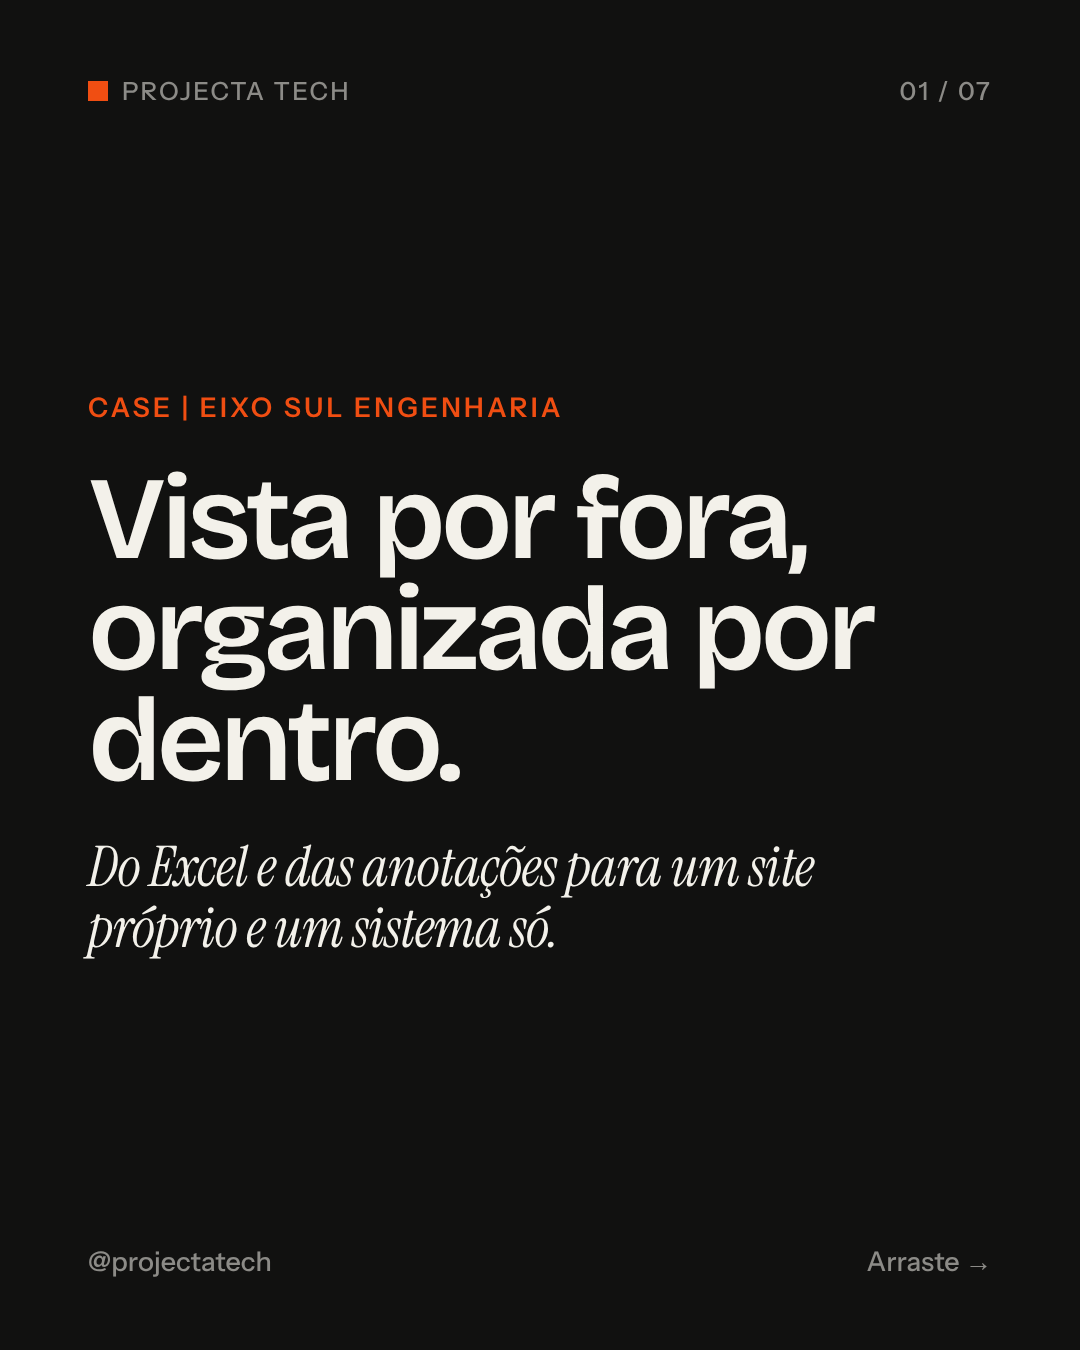 PROJECTA TECH
01 / 07
CASE | EIXO SUL ENGENHARIA
Vista por fora,
organizada por
dentro.
Do Excel e das anotações para um site
próprio e um sistema só.
@projectatech
Arraste →